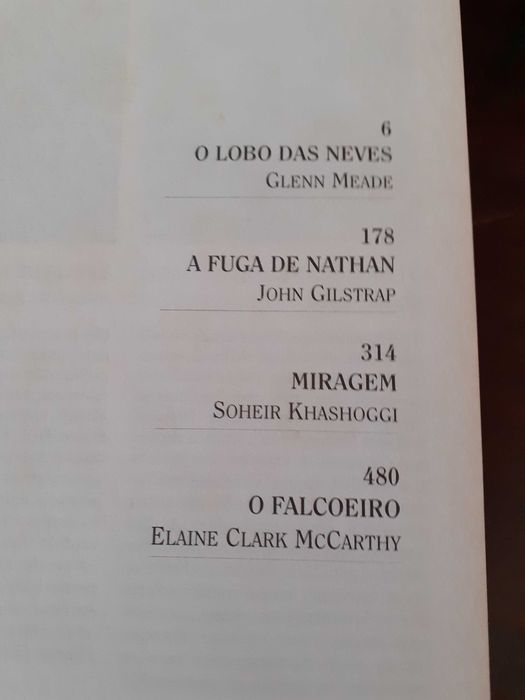 6
O LOBO DAS NEVES
GLENN MEADE
178
A FUGA DE NATHAN
JOHN GILSTRAP
314
MIRAGEM
SOHEIR KHASHOGGI
480
O FALCOEIRO
ELAINE CLARK MCCARTHY